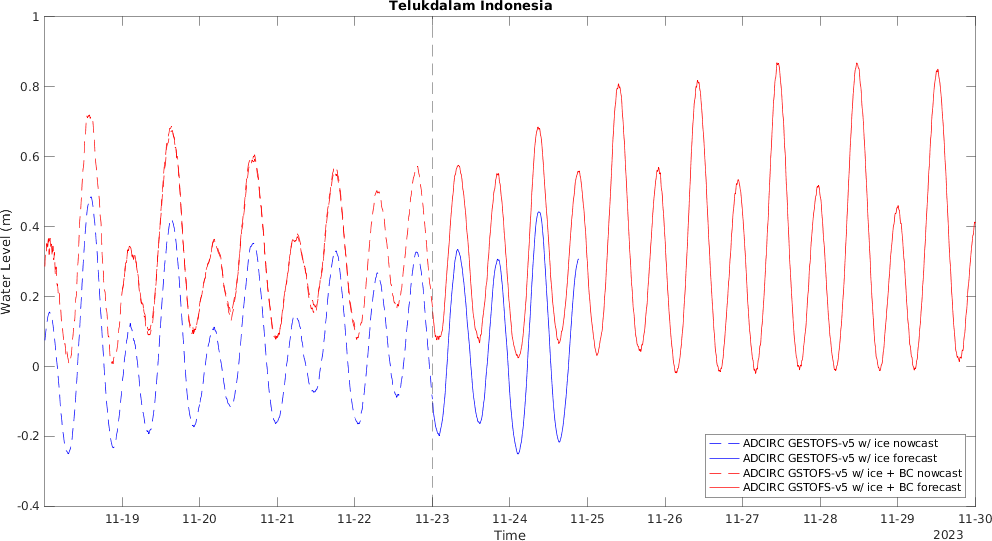 Telukdalam Indonesia
Water Level (m)
1
0.8
0.6
0.4
0.2
0
-0.2
-0.4
ADCIRC GESTOFS-v5 w/ ice nowcast
ADCIRC GESTOFS-v5 w/ ice forecast
ADCIRC GSTOFS-v5 w/ ice + BC nowcast
ADCIRC GSTOFS-v5 w/ ice + BC forecast
11-19 11-20 11-21 11-22 11-23 11-24 11-25 11-26 11-27 11-28 11-29 11-30
Time
2023